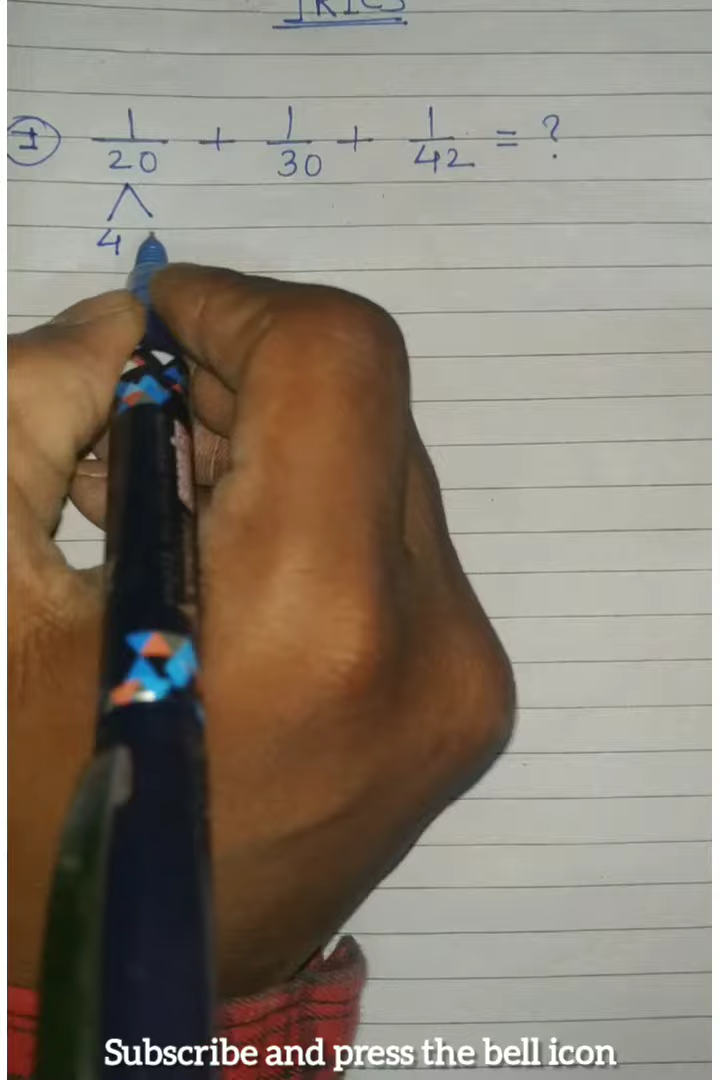 ① 1/20 + 1/30 + 1/42 = ?
4
Subscribe and press the bell icon